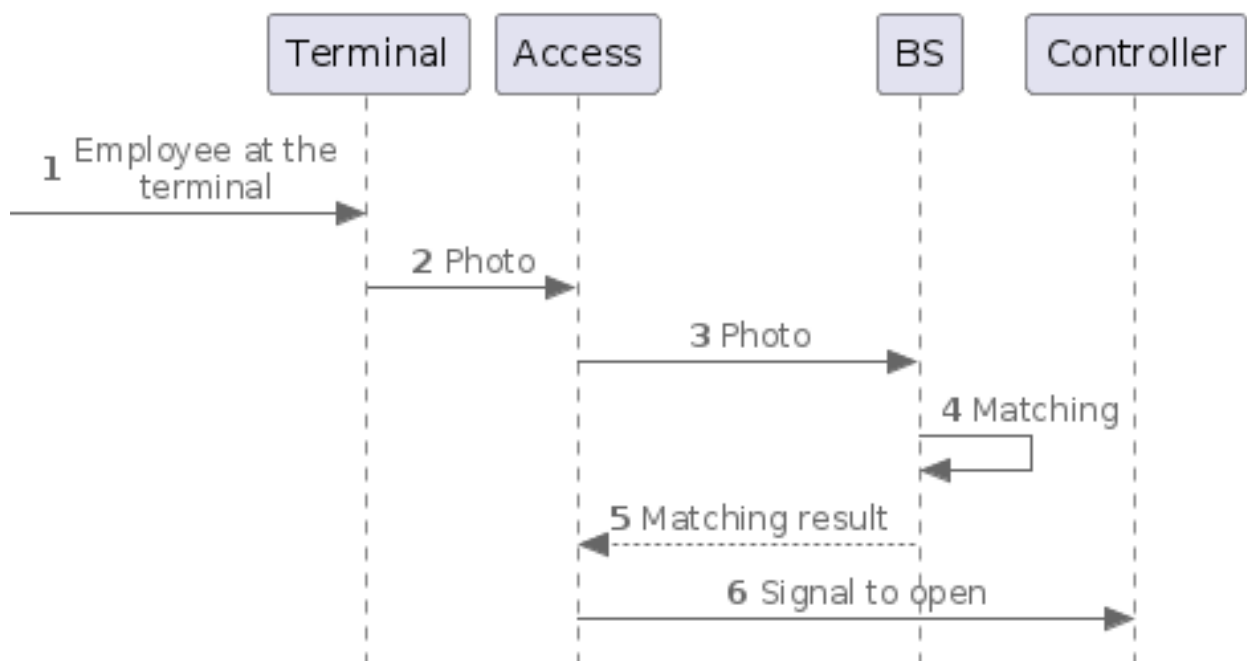 Terminal
Access
BS
Controller
1 Employee at the
terminal
2 Photo
3 Photo
4 Matching
5 Matching result
6 Signal to open